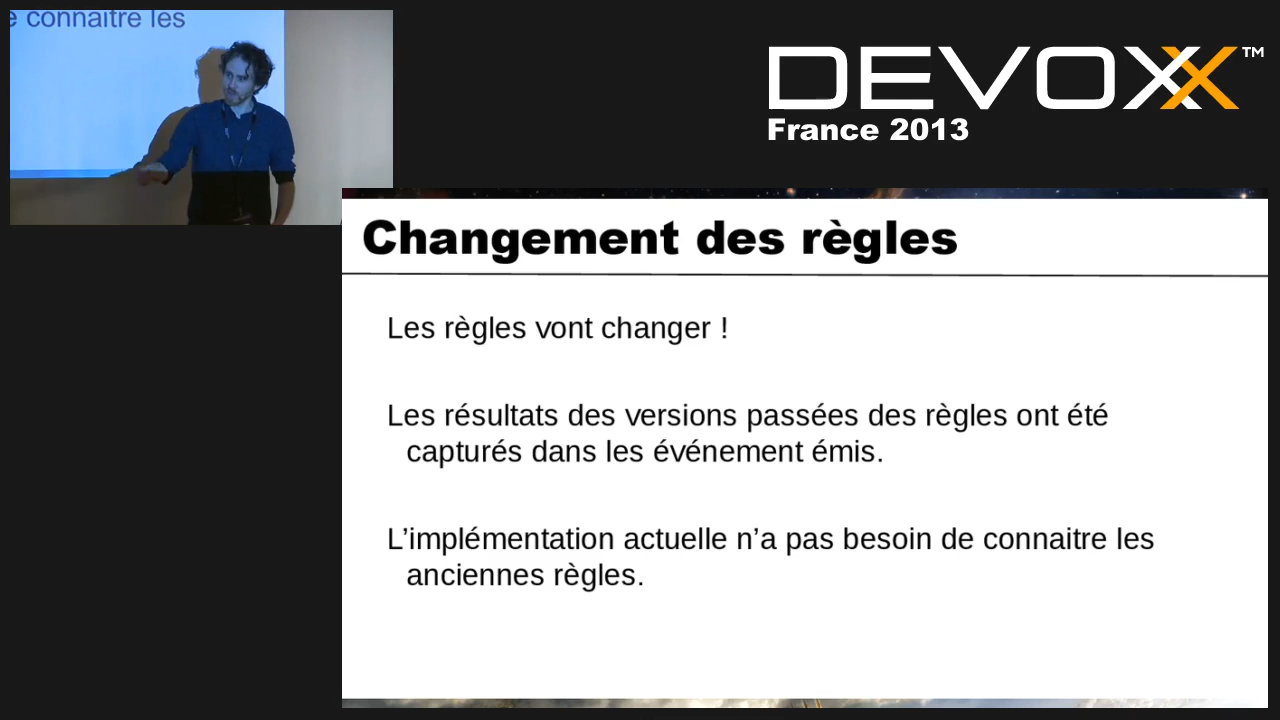 e connaitre les
DEVOXX™
France 2013
Changement des règles
Les règles vont changer !
Les résultats des versions passées des règles ont été
capturés dans les événement émis.
L’implémentation actuelle n’a pas besoin de connaitre les
anciennes règles.